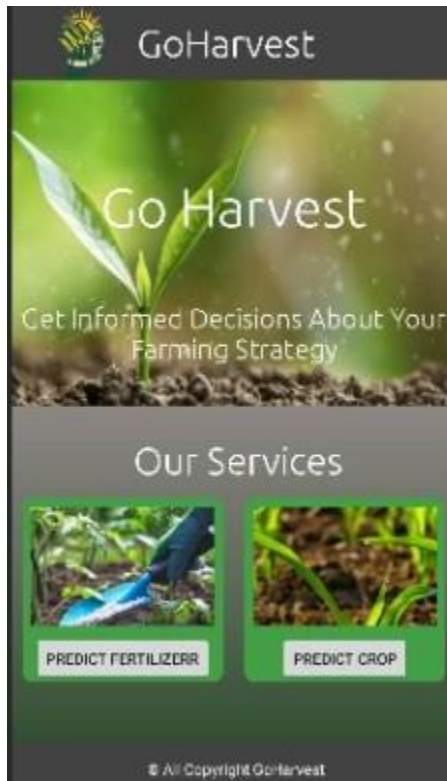 GoHarvest
Go Harvest
Get Informed Decisions About Your
Farming Strategy
Our Services
PREDICT FERTILIZERR
PREDICT CROP
© All Copyright GoHarvest